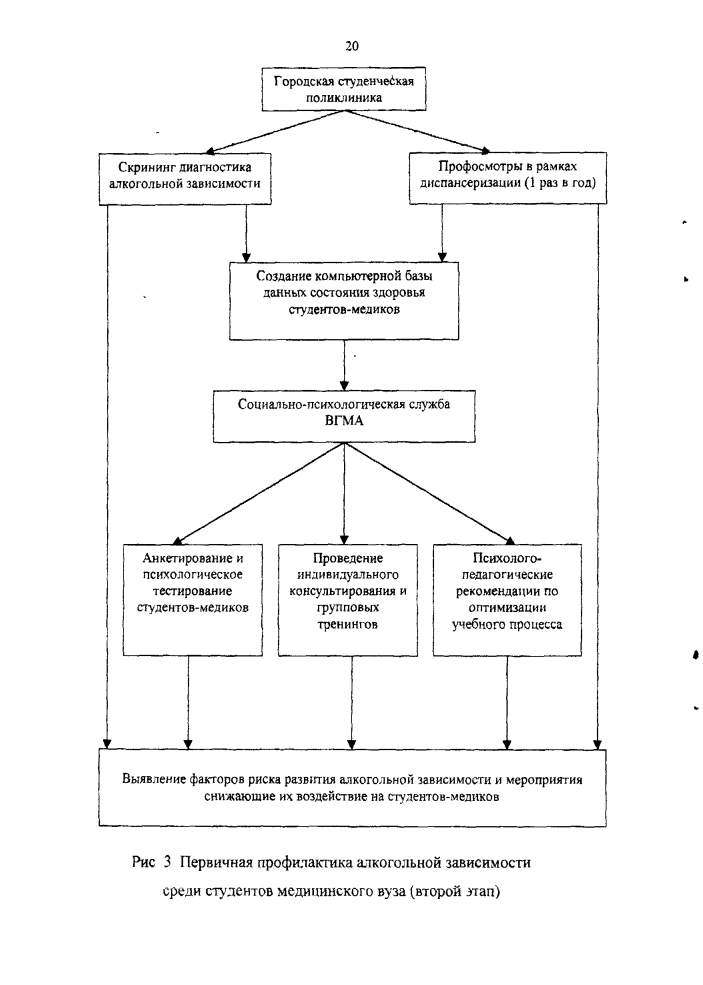 20
Городская студенческая
поликлиника
Скрининг диагностика
алкогольной зависимости
Профосмотры в рамках
диспансеризации (1 раз в год)
Создание компьютерной базы
данных состояния здоровья
студентов-медиков
Социально-психологическая служба
ВГМА
Анкетирование и
психологическое
тестирование
студентов-медиков
Проведение
индивидуального
консультирования и
групповых
тренингов
Психолого-
педагогические
рекомендации по
оптимизации
учебного процесса
Выявление факторов риска развития алкогольной зависимости и мероприятия
снижающие их воздействие на студентов-медиков
Рис 3 Первичная профилактика алкогольной зависимости
среди студентов медицинского вуза (второй этап)